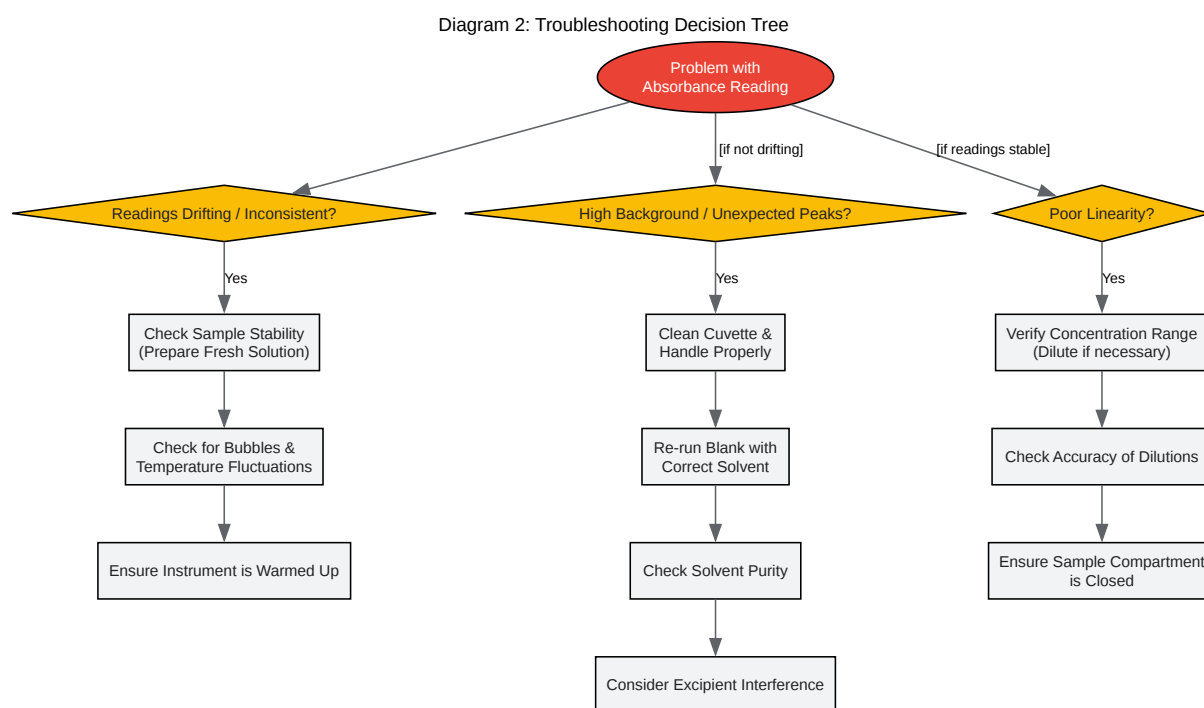 Diagram 2: Troubleshooting Decision Tree
Problem with
Absorbance Reading
[if not drifting]
[if readings stable]
Readings Drifting / Inconsistent?
High Background / Unexpected Peaks?
Poor Linearity?
Yes
Yes
Yes
Check Sample Stability
(Prepare Fresh Solution)
Clean Cuvette &
Handle Properly
Verify Concentration Range
(Dilute if necessary)
Check for Bubbles &
Temperature Fluctuations
Re-run Blank with
Correct Solvent
Check Accuracy of Dilutions
Ensure Instrument is Warmed Up
Check Solvent Purity
Ensure Sample Compartment
is Closed
Consider Excipient Interference